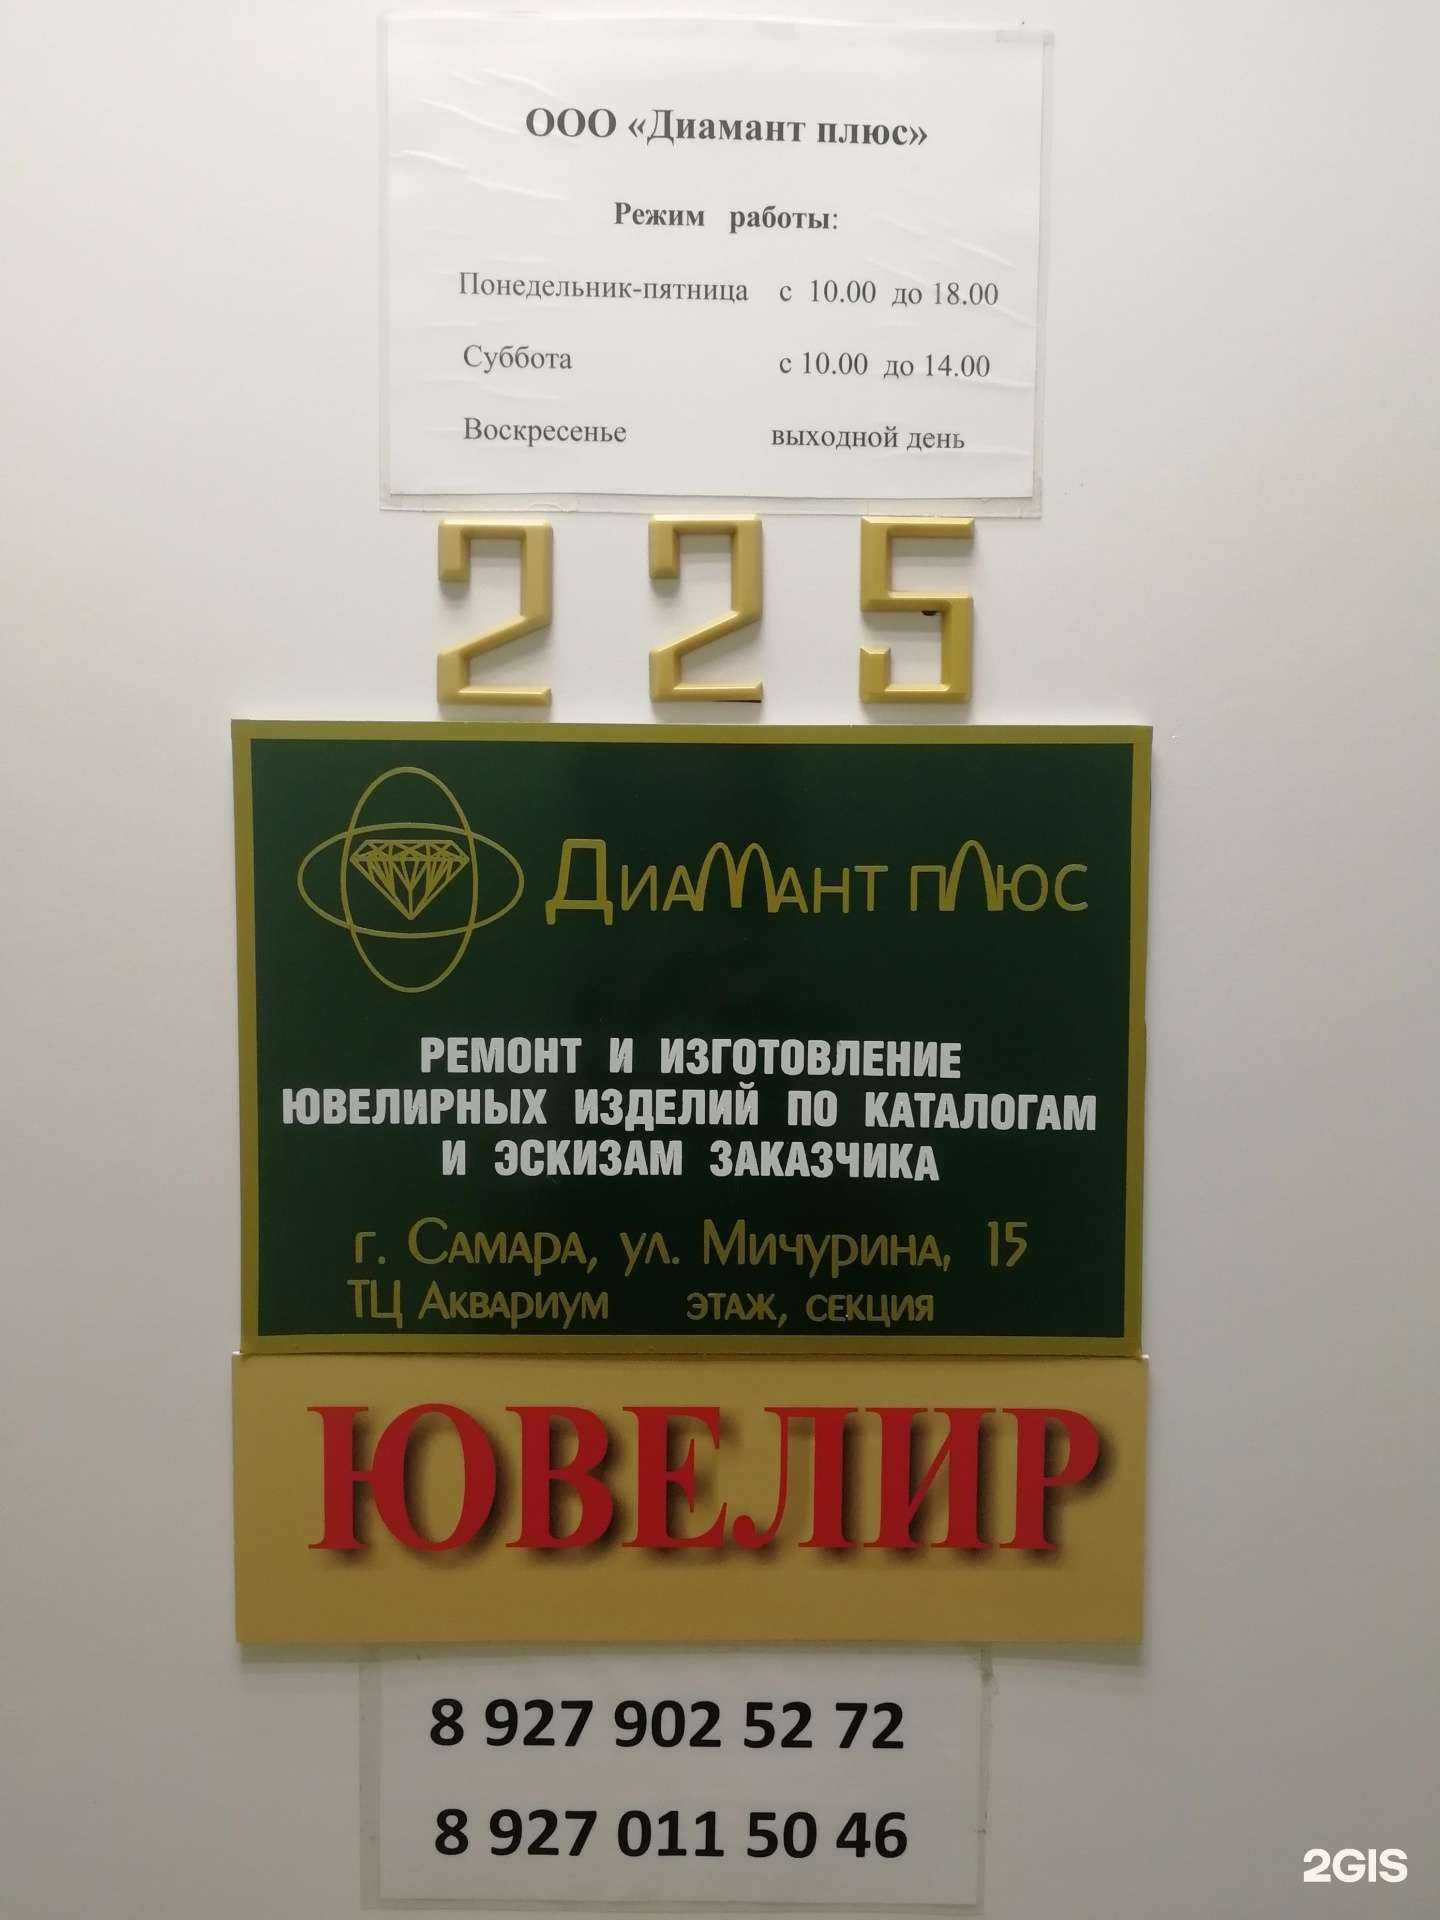 ООО «Диамант плюс»
Режим работы:
Понедельник-пятница с 10.00 до 18.00
Суббота с 10.00 до 14.00
Воскресенье выходной день
225
Диамант плюс
РЕМОНТ И ИЗГОТОВЛЕНИЕ
ЮВЕЛИРНЫХ ИЗДЕЛИЙ ПО КАТАЛОГАМ
И ЭСКИЗАМ ЗАКАЗЧИКА
г. Самара, ул. Мичурина, 15
ТЦ Аквариум этаж, секция
ЮВЕЛИР
8 927 902 52 72
8 927 011 50 46
2GIS